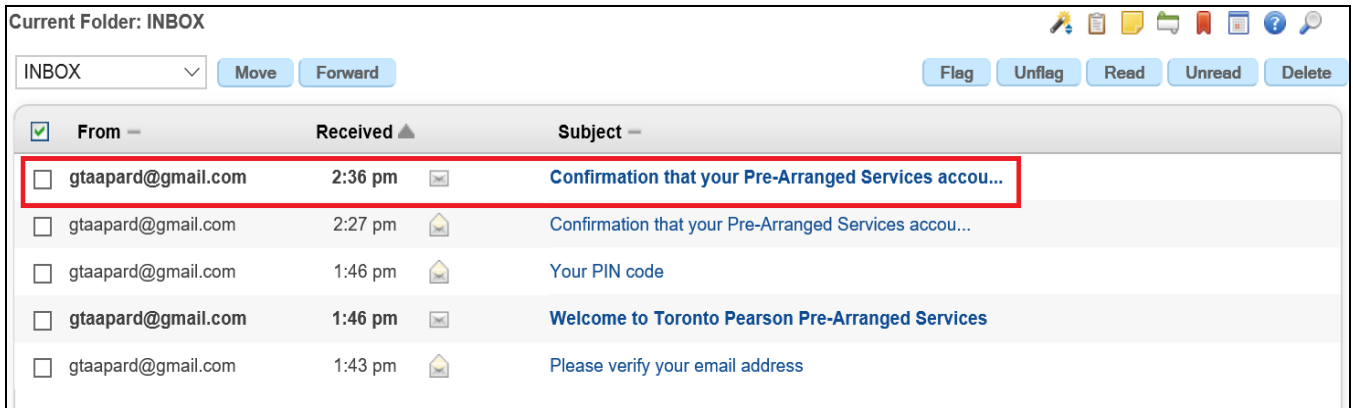 Current Folder: INBOX
INBOX Move Forward Flag Unflag Read Unread Delete
From Received Subject
gtaapard@gmail.com 2:36 pm Confirmation that your Pre-Arranged Services accou...
gtaapard@gmail.com 2:27 pm Confirmation that your Pre-Arranged Services accou...
gtaapard@gmail.com 1:46 pm Your PIN code
gtaapard@gmail.com 1:46 pm Welcome to Toronto Pearson Pre-Arranged Services
gtaapard@gmail.com 1:43 pm Please verify your email address